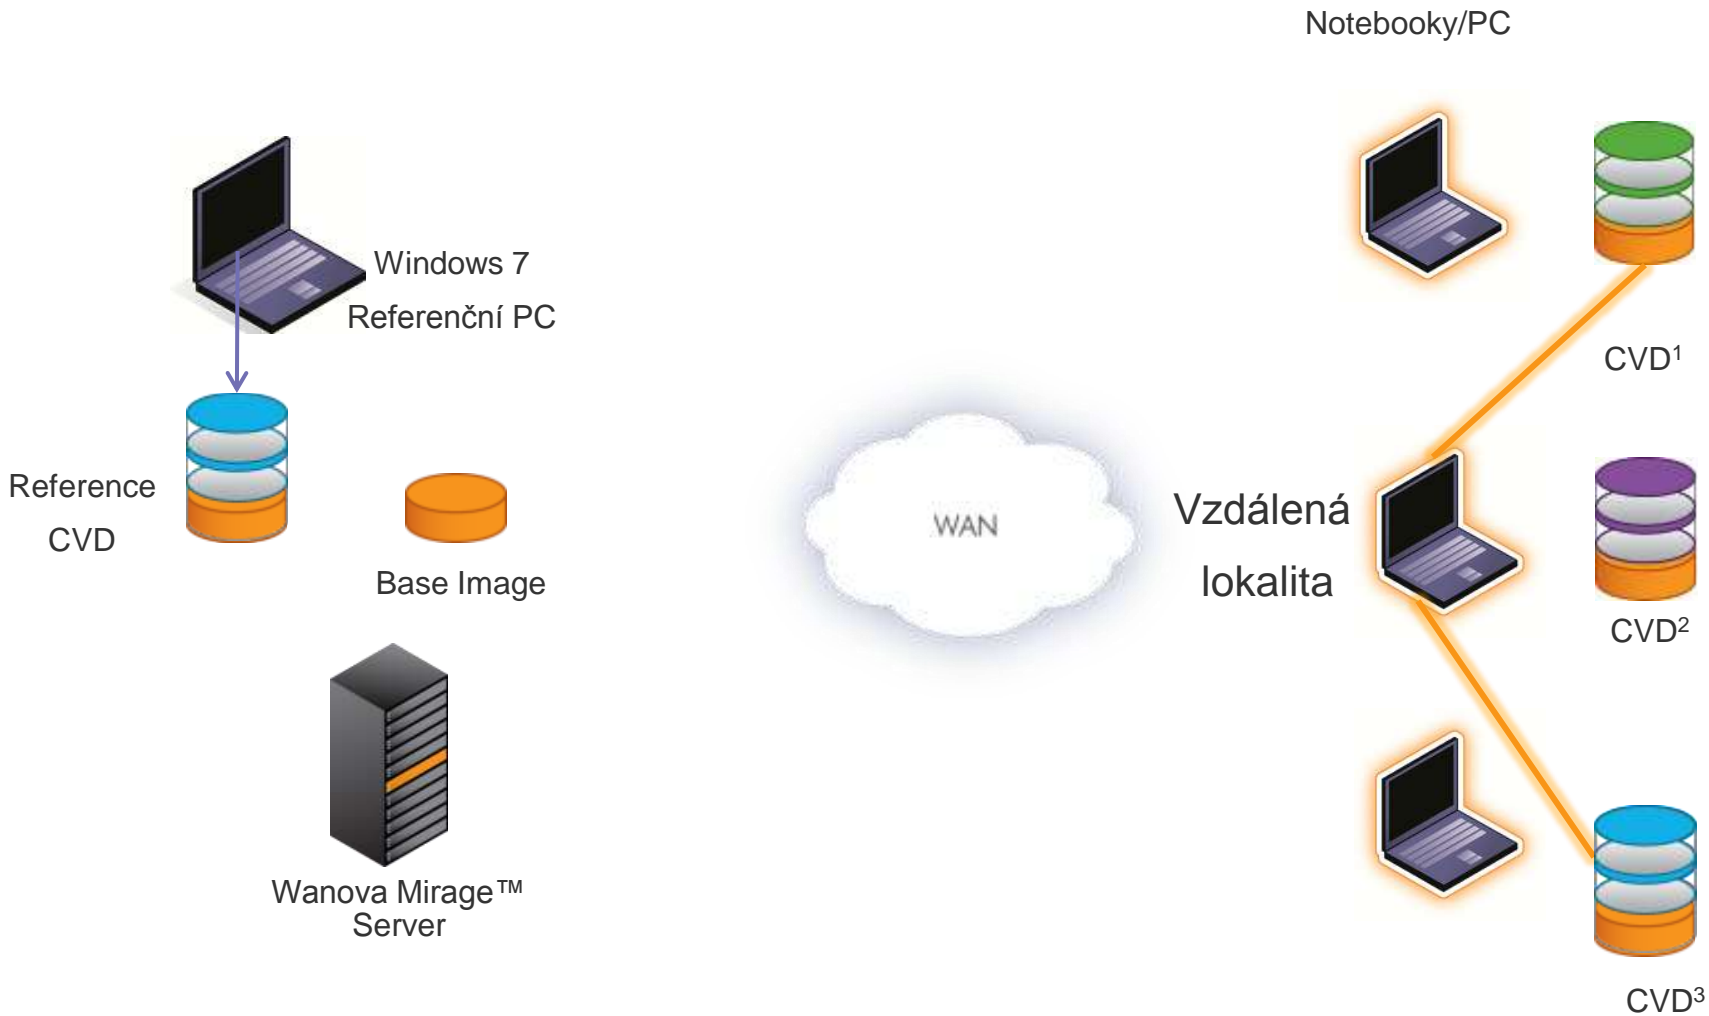 Notebooky/PC
Windows 7
Referenční PC
CVD¹
Reference
CVD
Base Image
WAN
Vzdálená
lokalita
CVD²
Wanova Mirage™
Server
CVD³